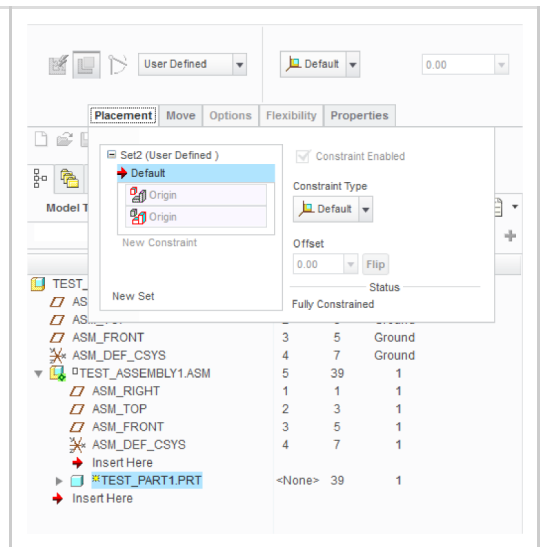 User Defined Default 0.00
Placement Move Options Flexibility Properties
Set2 (User Defined )
Default
Origin
Origin
New Constraint
New Set
Constraint Enabled
Constraint Type
Default
Offset
0.00 Flip
Status
Fully Constrained
Model T
TEST_
AS
ASM_TOP
ASM_FRONT 3 5 Ground
ASM_DEF_CSYS 4 7 Ground
TEST_ASSEMBLY1.ASM 5 39 1
ASM_RIGHT 1 1 1
ASM_TOP 2 3 1
ASM_FRONT 3 5 1
ASM_DEF_CSYS 4 7 1
Insert Here
TEST_PART1.PRT <None> 39 1
Insert Here